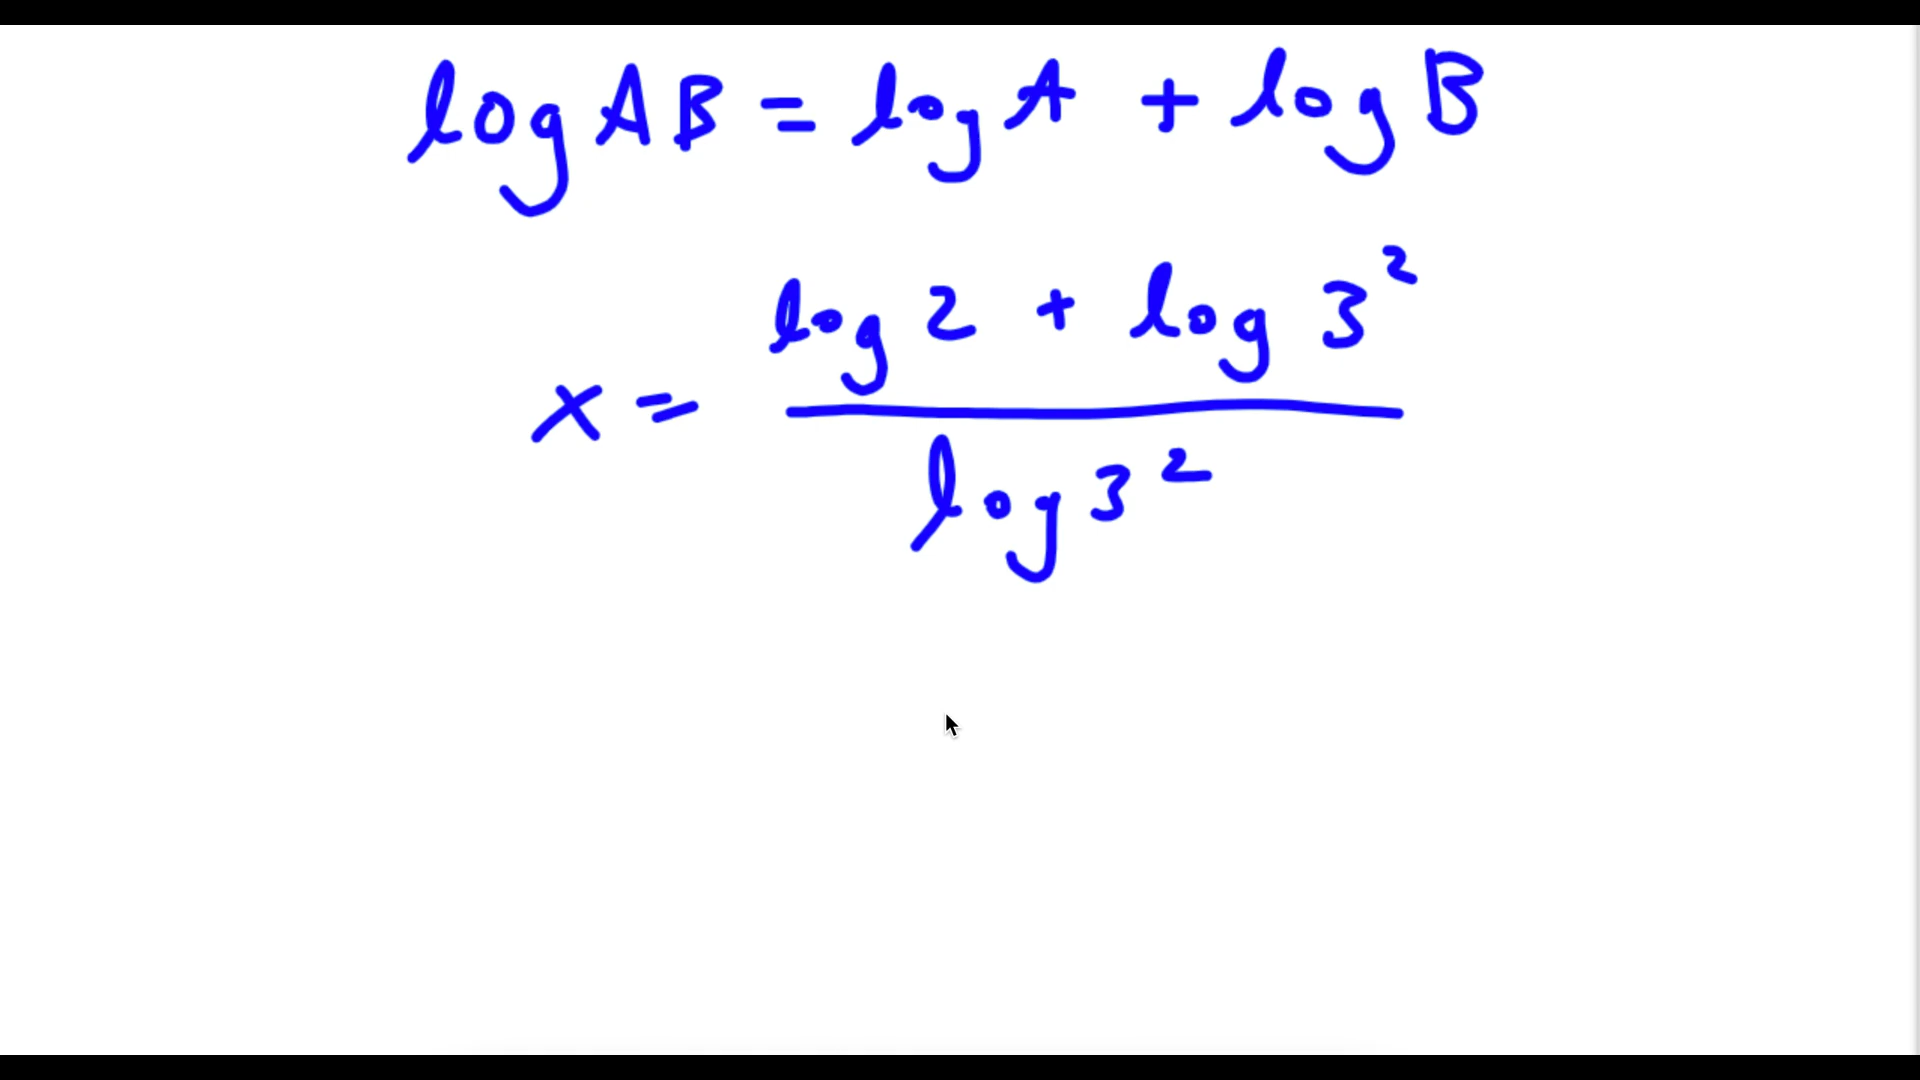 log AB = log A + log B
x = (log 2 + log 3²) / (log 3²)